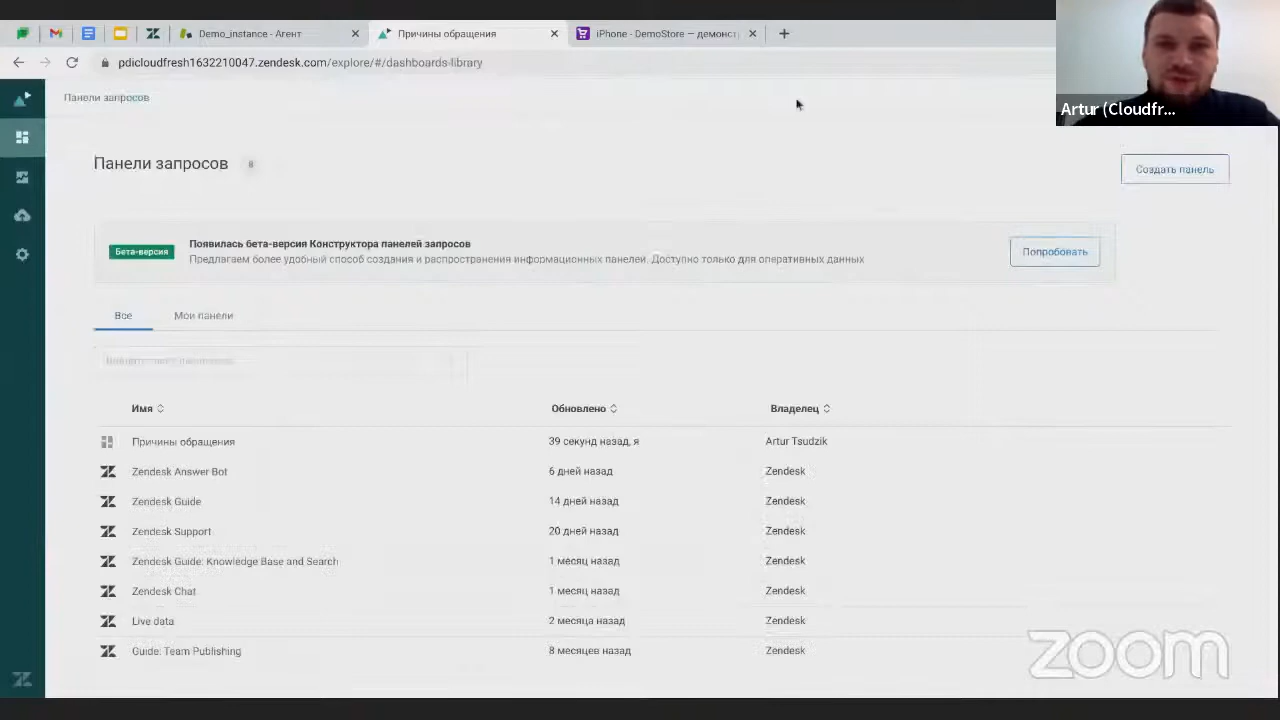 Demo_instance - Агент
Причины обращения
iPhone - DemoStore — демонст
pdicloudfresh1632210047.zendesk.com/explore/#/dashboards-library
Artur (Cloudfr...
Панели запросов
Панели запросов 8
Создать панель
Бета-версия
Появилась бета-версия Конструктора панелей запросов
Предлагаем более удобный способ создания и распространения информационных панелей. Доступно только для оперативных данных
Попробовать
Все Мои панели
Имя Обновлено Владелец
Причины обращения 39 секунд назад, я Artur Tsudzik
Zendesk Answer Bot 6 дней назад Zendesk
Zendesk Guide 14 дней назад Zendesk
Zendesk Support 20 дней назад Zendesk
Zendesk Guide: Knowledge Base and Search 1 месяц назад Zendesk
Zendesk Chat 1 месяц назад Zendesk
Live data 2 месяца назад Zendesk
Guide: Team Publishing 8 месяцев назад Zendesk
zoom